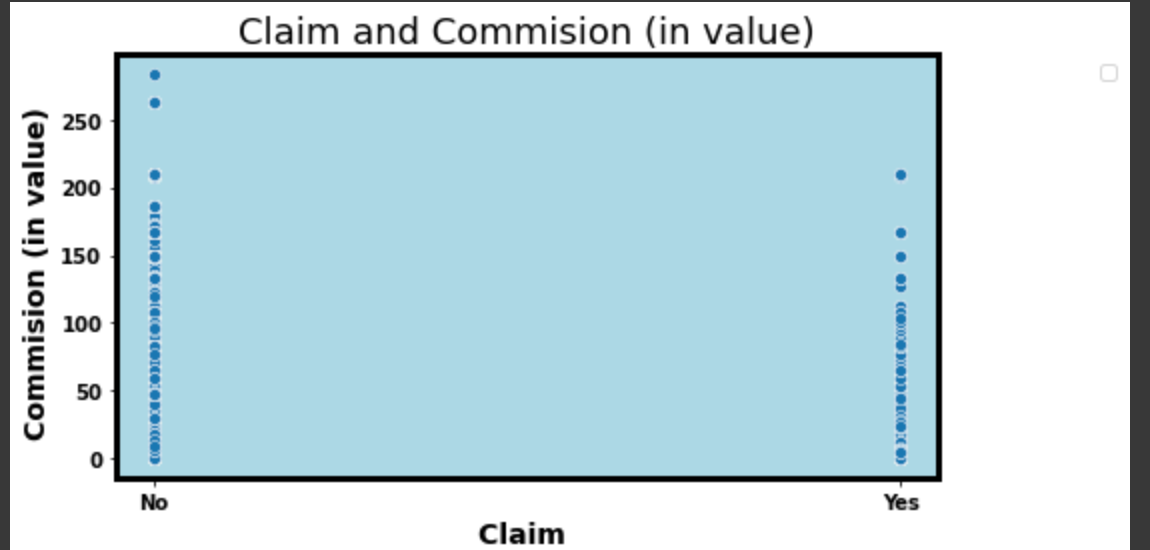 Claim and Commision (in value)
Commision (in value)
250
200
150
100
50
0
No
Yes
Claim